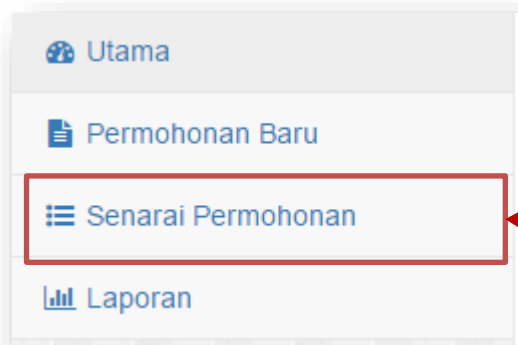 Utama
Permohonan Baru
Senarai Permohonan
Laporan